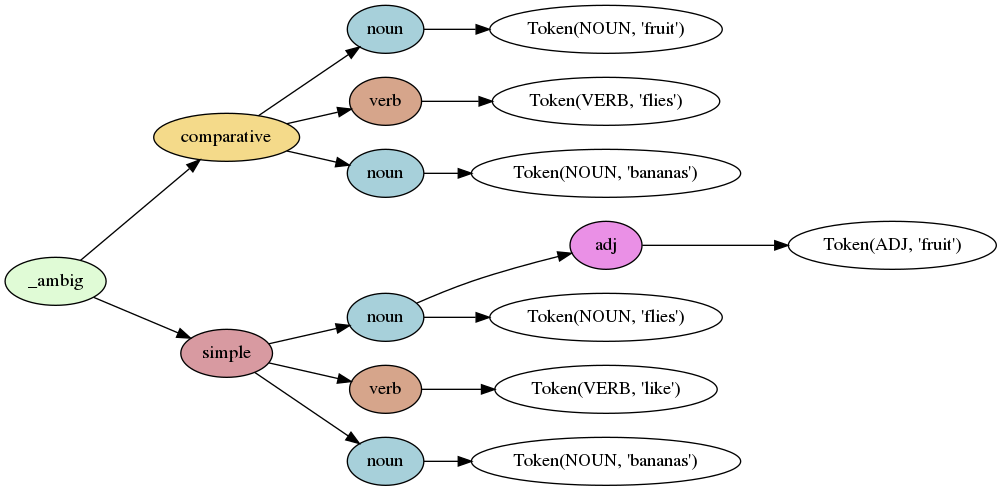 noun
Token(NOUN, 'fruit')
verb
Token(VERB, 'flies')
comparative
noun
Token(NOUN, 'bananas')
adj
Token(ADJ, 'fruit')
_ambig
noun
Token(NOUN, 'flies')
simple
verb
Token(VERB, 'like')
noun
Token(NOUN, 'bananas')